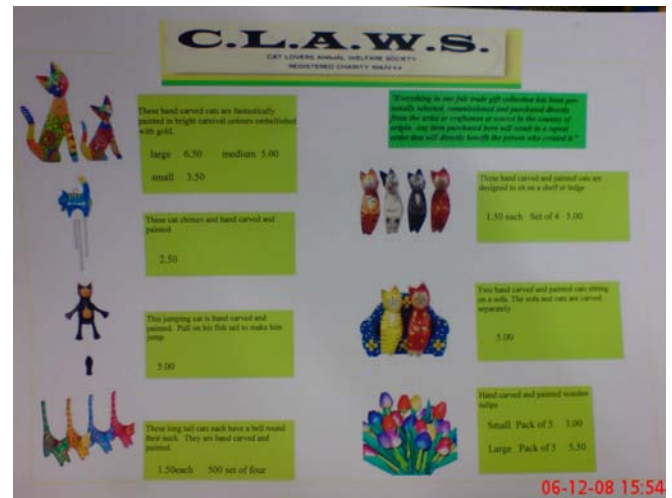 C.L.A.W.S.
CAT LOVERS ANIMAL WELFARE SOCIETY
REGISTERED CHARITY
These hand carved cats are fantastically
painted in bright carnival colours embellished
with gold.
large 6.50 medium 5.00
small 3.50
These cat chimes and hand carved and
painted
2.50
This jumping cat is hand carved and
painted. Pull on his fish tail to make him
jump
5.00
These long tail cats each have a bell round
their neck. They are hand carved and
painted.
1.50each 500 set of four
"Everything in our fair trade gift collection has been per-
sonally selected, commissioned and purchased directly
from the artist or craftsman at source in the country of
origin. Any item purchased here will result in a repeat
order that will directly benefit the person who created it."
These hand carved and painted cats are
designed to sit on a shelf or ledge
1.50 each Set of 4 5.00
Two hand carved and painted cats sitting
on a sofa. The sofa and cats are carved
separately
5.00
Hand carved and painted wooden
tulips
Small Pack of 5 3.00
Large Pack of 5 5.50
06-12-08 15:54